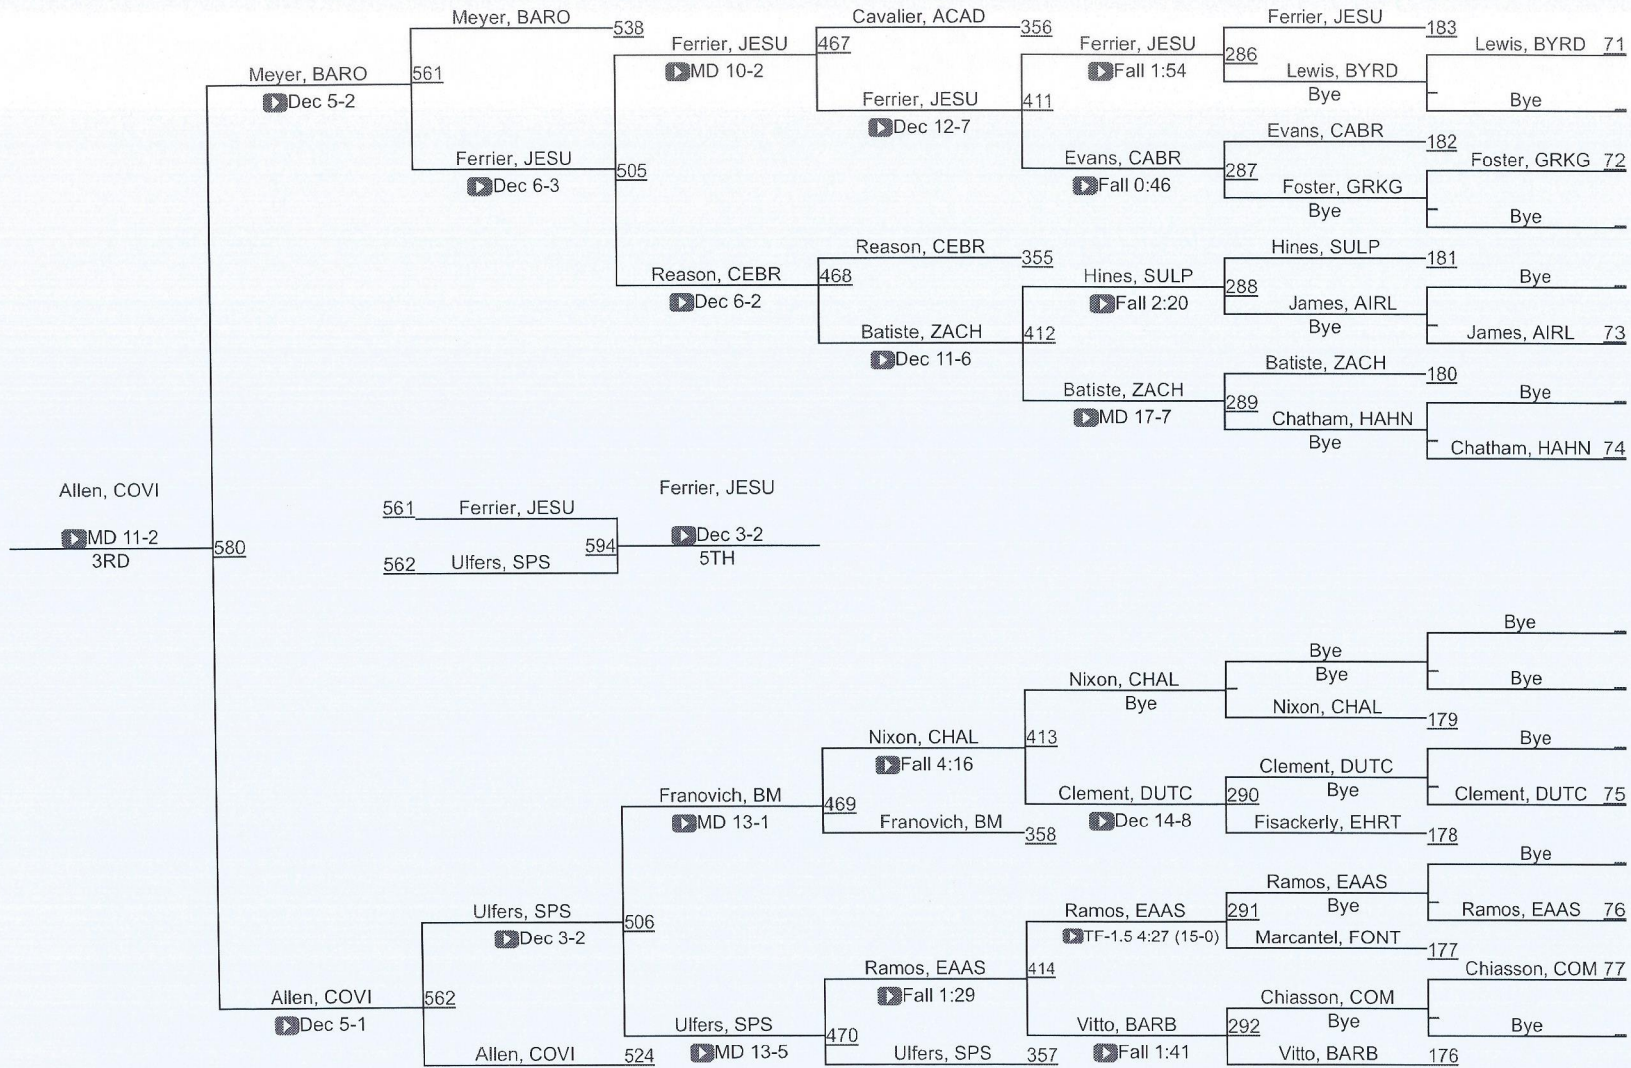 Meyer, BARO
538
Cavalier, ACAD
356
Ferrier, JESU
183
Ferrier, JESU
467
MD 10-2
Ferrier, JESU
286
Fall 1:54
Lewis, BYRD 71
Meyer, BARO
561
Dec 5-2
Lewis, BYRD
Bye
Ferrier, JESU
411
Dec 12-7
Bye
Evans, CABR
182
Ferrier, JESU
505
Dec 6-3
Evans, CABR
287
Fall 0:46
Foster, GRKG 72
Foster, GRKG
Bye
Bye
Reason, CEBR
355
Hines, SULP
181
Reason, CEBR
468
Dec 6-2
Hines, SULP
288
Fall 2:20
Bye
James, AIRL
Bye
Batiste, ZACH
412
Dec 11-6
James, AIRL 73
Batiste, ZACH
180
Batiste, ZACH
289
MD 17-7
Bye
Chatham, HAHN
Bye
Chatham, HAHN 74
Allen, COVI
MD 11-2
580
3RD
561 Ferrier, JESU
562 Ulfers, SPS
594
Ferrier, JESU
Dec 3-2
5TH
Bye
Bye
Bye
Bye
Nixon, CHAL
Bye
Nixon, CHAL
179
Nixon, CHAL
413
Fall 4:16
Bye
Clement, DUTC
Bye
Clement, DUTC 75
Franovich, BM
469
MD 13-1
Clement, DUTC
290
Dec 14-8
Franovich, BM
358
Fisackerly, EHRT
178
Bye
Ramos, EAAS
Bye
Ramos, EAAS 76
Ulfers, SPS
506
Dec 3-2
Ramos, EAAS
291
TF-1.5 4:27 (15-0)
Marcantel, FONT
177
Ramos, EAAS
414
Fall 1:29
Chiasson, COM 77
Allen, COVI
562
Dec 5-1
Chiasson, COM
Bye
Bye
Ulfers, SPS
470
MD 13-5
Vitto, BARB
292
Fall 1:41
Allen, COVI
524
Ulfers, SPS
357
Vitto, BARB
176